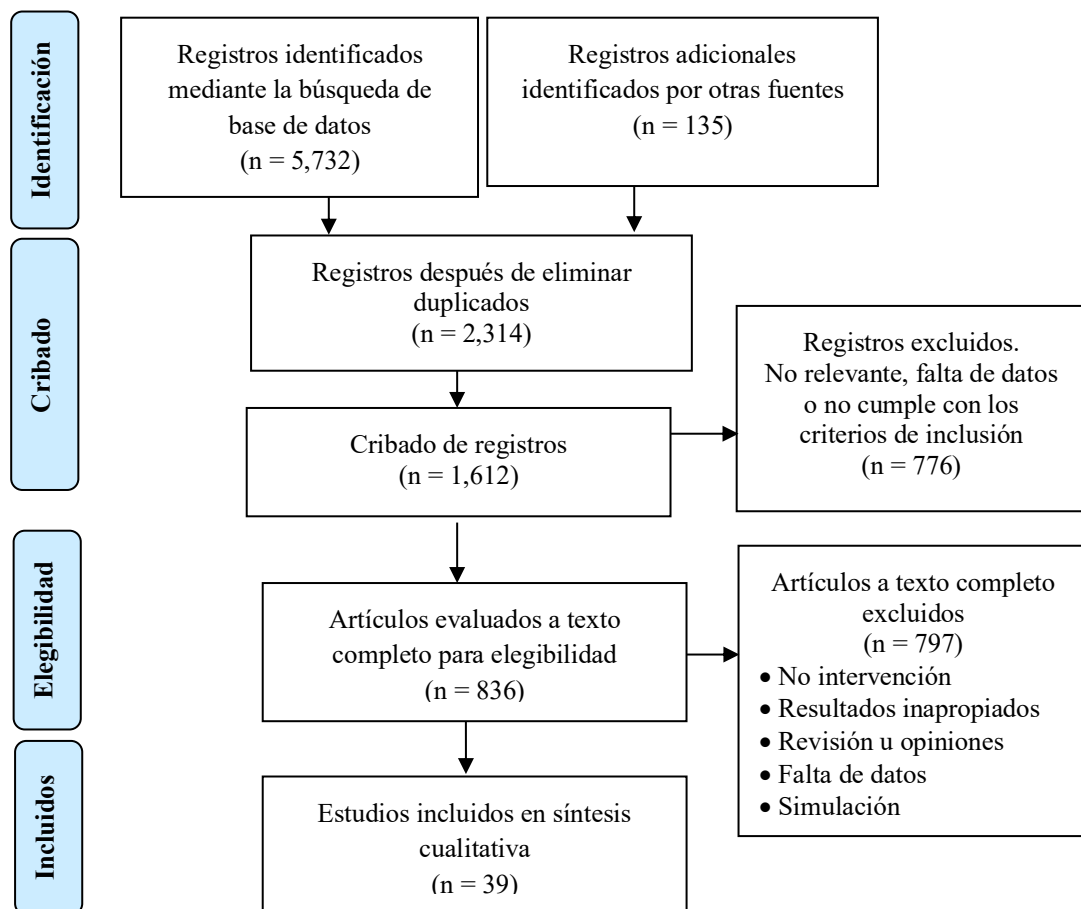 Identificación
Registros identificados
mediante la búsqueda de
base de datos
(n = 5,732)
Registros adicionales
identificados por otras fuentes
(n = 135)
Cribado
Registros después de eliminar
duplicados
(n = 2,314)
Registros excluidos.
No relevante, falta de datos
o no cumple con los
criterios de inclusión
(n = 776)
Cribado de registros
(n = 1,612)
Elegibilidad
Artículos evaluados a texto
completo para elegibilidad
(n = 836)
Artículos a texto completo
excluidos
(n = 797)
• No intervención
• Resultados inapropiados
• Revisión u opiniones
• Falta de datos
• Simulación
Incluidos
Estudios incluidos en síntesis
cualitativa
(n = 39)